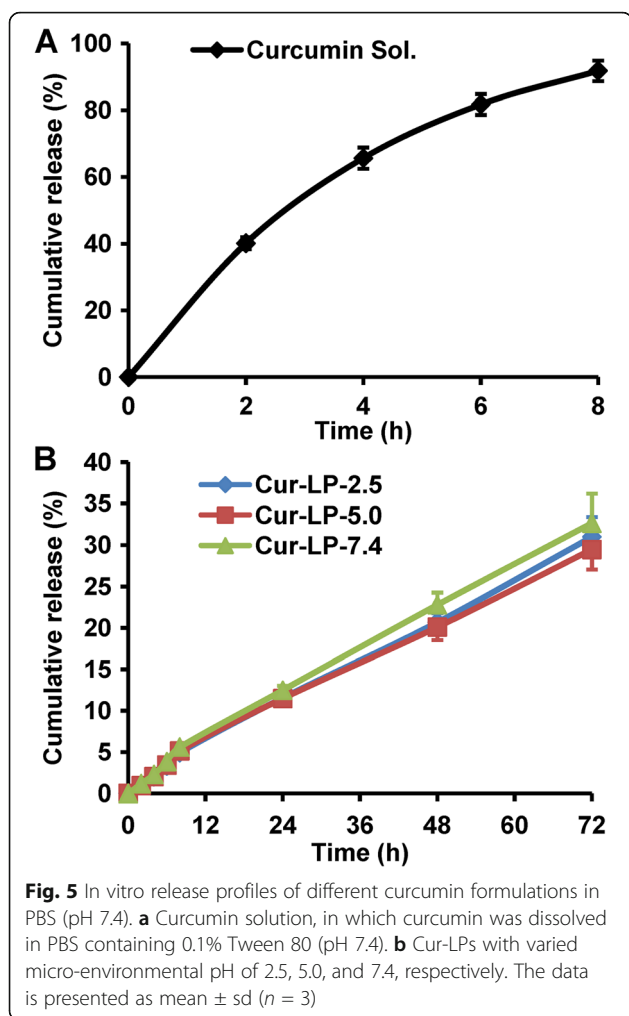 A
Curcumin Sol.
Cumulative release (%)
100
80
60
40
20
0
0 2 4 6 8
Time (h)
B
Cur-LP-2.5
Cur-LP-5.0
Cur-LP-7.4
Cumulative release (%)
40
35
30
25
20
15
10
5
0
0 12 24 36 48 60 72
Time (h)
Fig. 5 In vitro release profiles of different curcumin formulations in
PBS (pH 7.4). a Curcumin solution, in which curcumin was dissolved
in PBS containing 0.1% Tween 80 (pH 7.4). b Cur-LPs with varied
micro-environmental pH of 2.5, 5.0, and 7.4, respectively. The data
is presented as mean ± sd (n = 3)